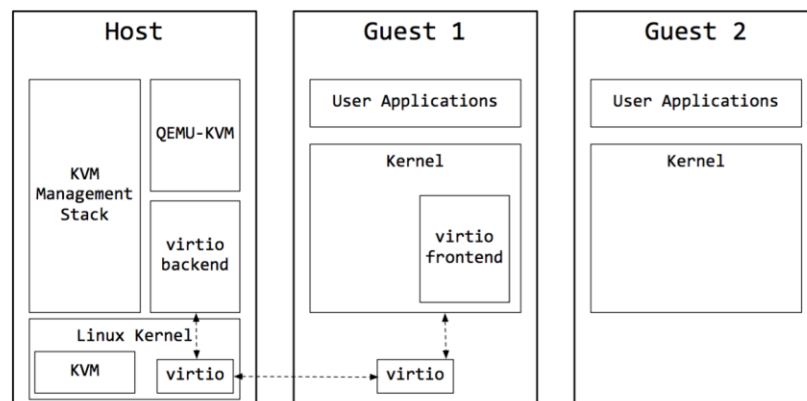 Host
KVM
Management
Stack
QEMU-KVM
virtio
backend
Linux Kernel
KVM
virtio
Guest 1
User Applications
Kernel
virtio
frontend
virtio
Guest 2
User Applications
Kernel